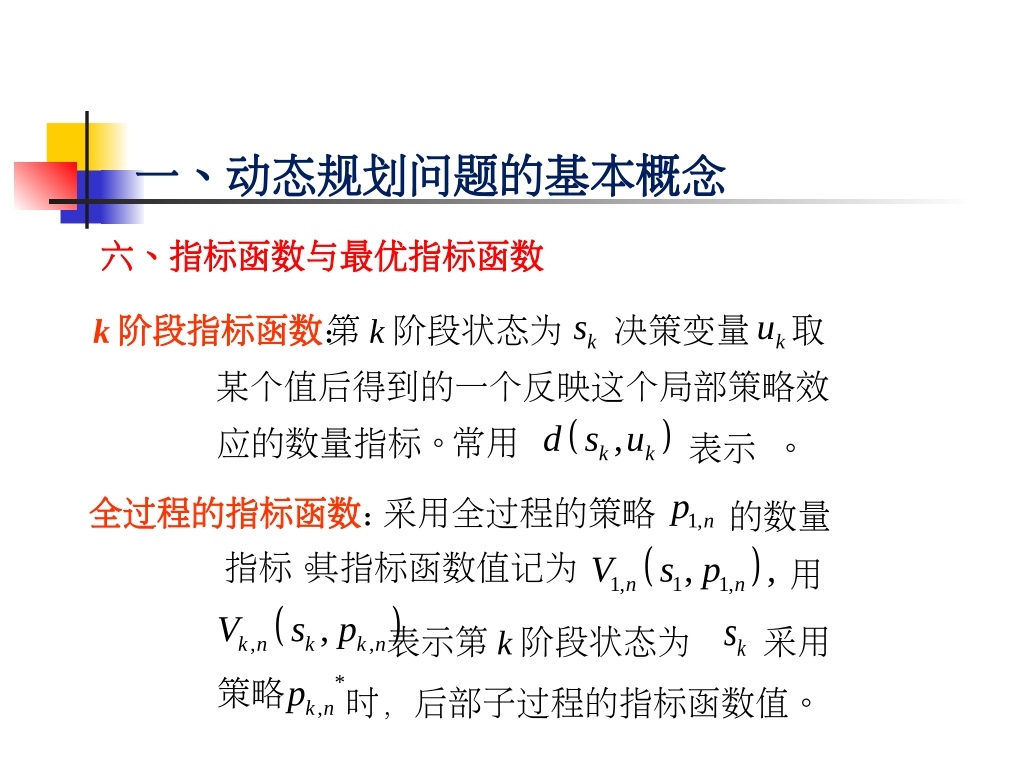 一、动态规划问题的基本概念
六、指标函数与最优指标函数
k 阶段指标函数:第 k 阶段状态为 s_k 决策变量 u_k 取
某个值后得到的一个反映这个局部策略效
应的数量指标。常用 d(s_k,u_k) 表示 。
全过程的指标函数:采用全过程的策略 p_{1,n} 的数量
指标。其指标函数值记为 V_{1,n}(s_1,p_{1,n}), 用
V_{k,n}(s_k,p_{k,n})表示第 k 阶段状态为 s_k 采用
策略p_{k,n}^*时, 后部子过程的指标函数值。